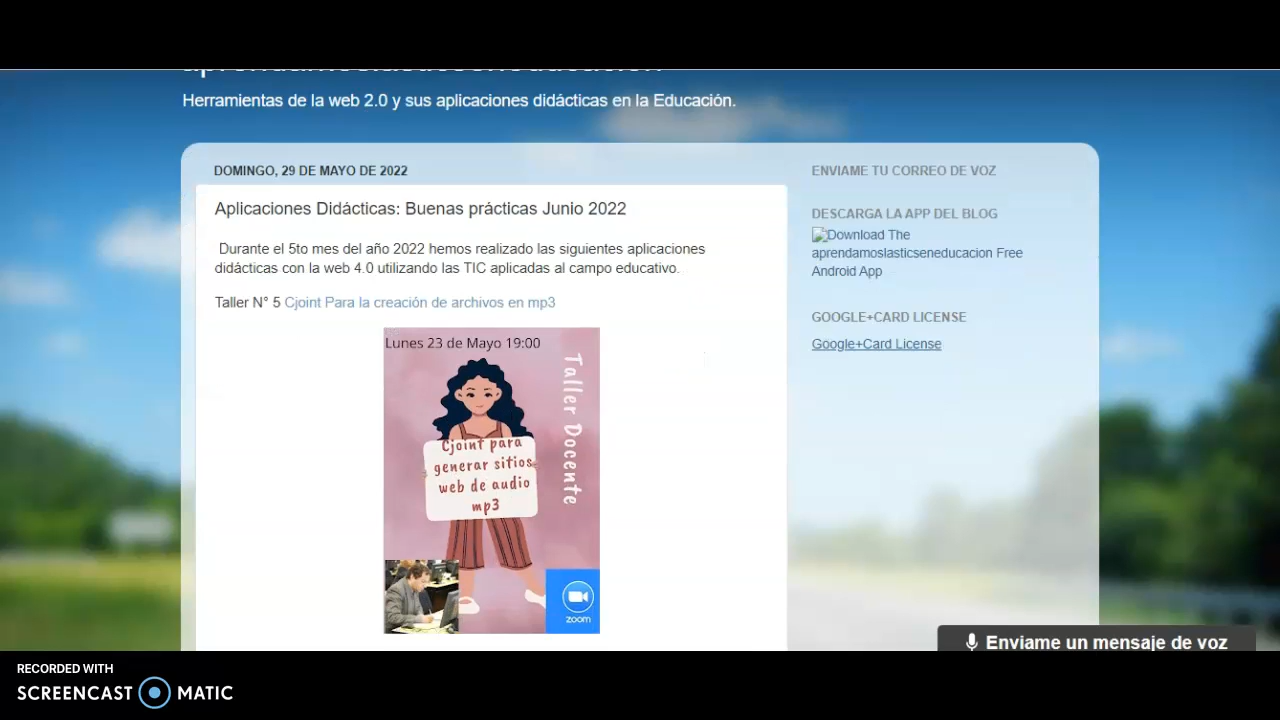 aprendamoslasticseneducacion
Herramientas de la web 2.0 y sus aplicaciones didácticas en la Educación.
DOMINGO, 29 DE MAYO DE 2022
Aplicaciones Didácticas: Buenas prácticas Junio 2022
Durante el 5to mes del año 2022 hemos realizado las siguientes aplicaciones
didácticas con la web 4.0 utilizando las TIC aplicadas al campo educativo.
Taller N° 5 Cjoint Para la creación de archivos en mp3
Lunes 23 de Mayo 19:00
Taller Docente
Cjoint para
generar sitios
web de audio
mp3
zoom
ENVIAME TU CORREO DE VOZ
DESCARGA LA APP DEL BLOG
Download The
aprendamoslasticseneducacion Free
Android App
GOOGLE+CARD LICENSE
Google+Card License
Enviame un mensaje de voz
RECORDED WITH
SCREENCAST MATIC